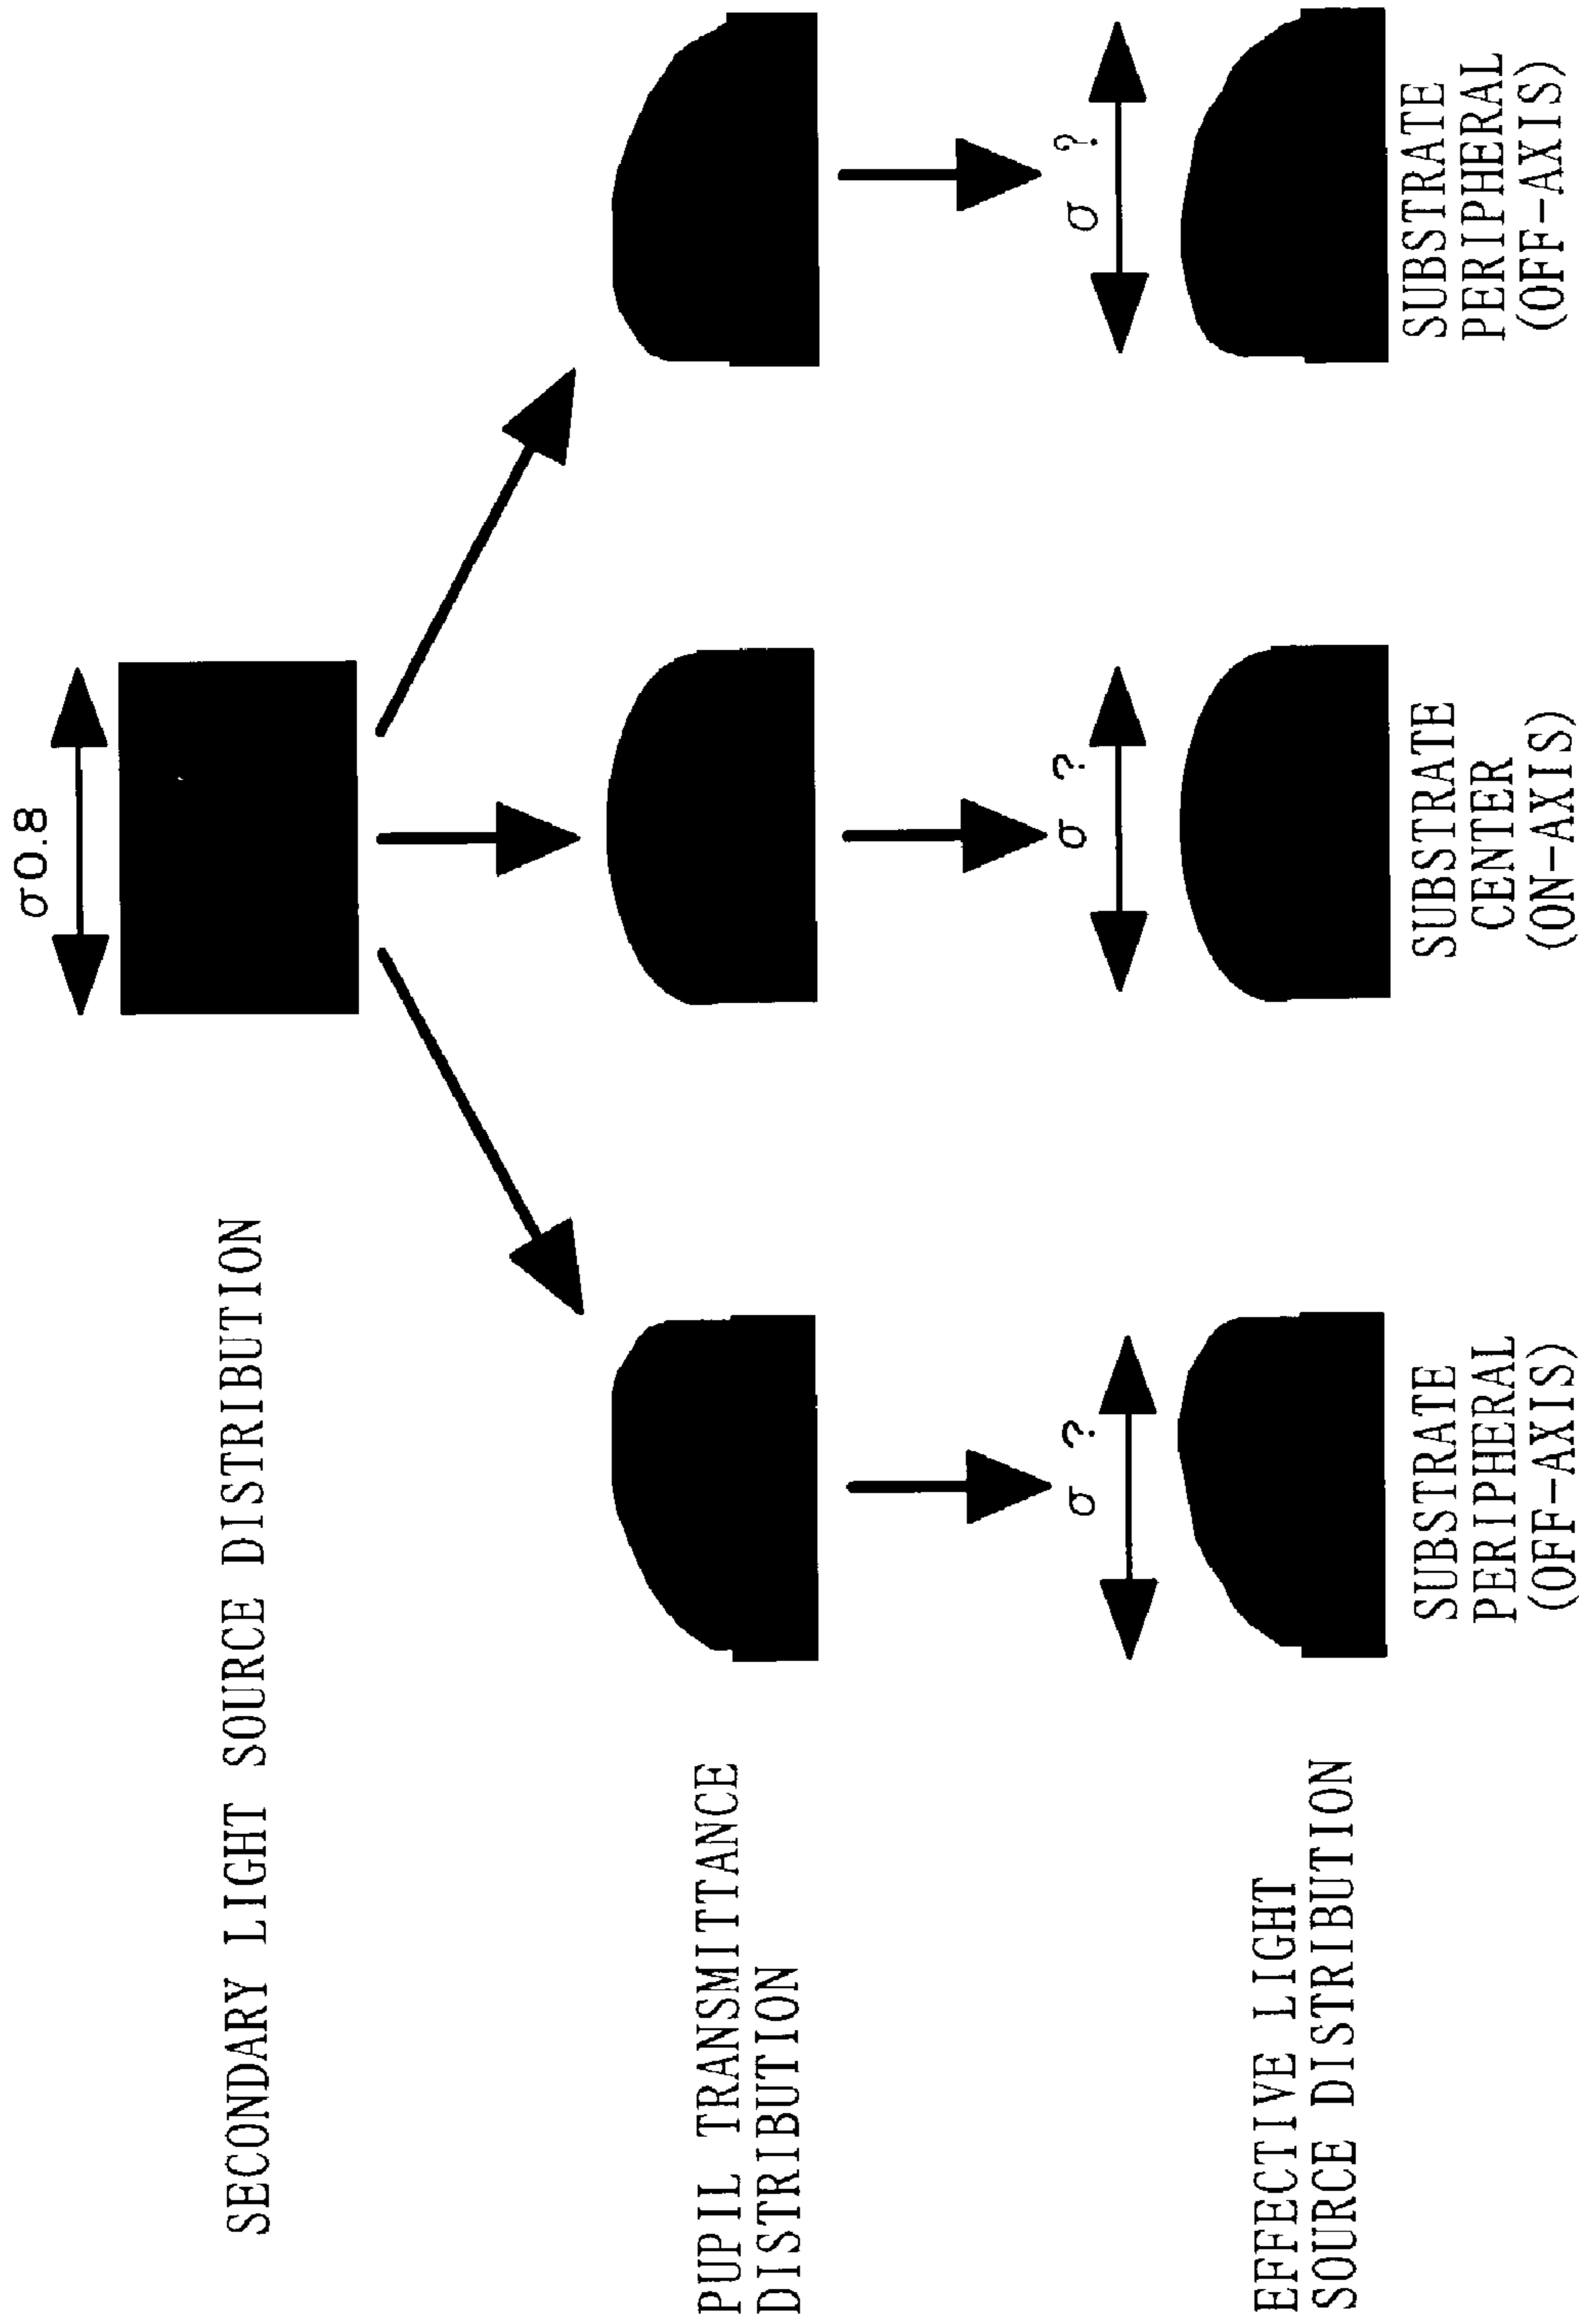 σ0.8
SECONDARY LIGHT SOURCE DISTRIBUTION
PUPIL TRANSMITTANCE
DISTRIBUTION
σ ?
σ ?
σ ?
EFFECTIVE LIGHT
SOURCE DISTRIBUTION
SUBSTRATE
PERIPHERAL
(OFF-AXIS)
SUBSTRATE
CENTER
(ON-AXIS)
SUBSTRATE
PERIPHERAL
(OFF-AXIS)